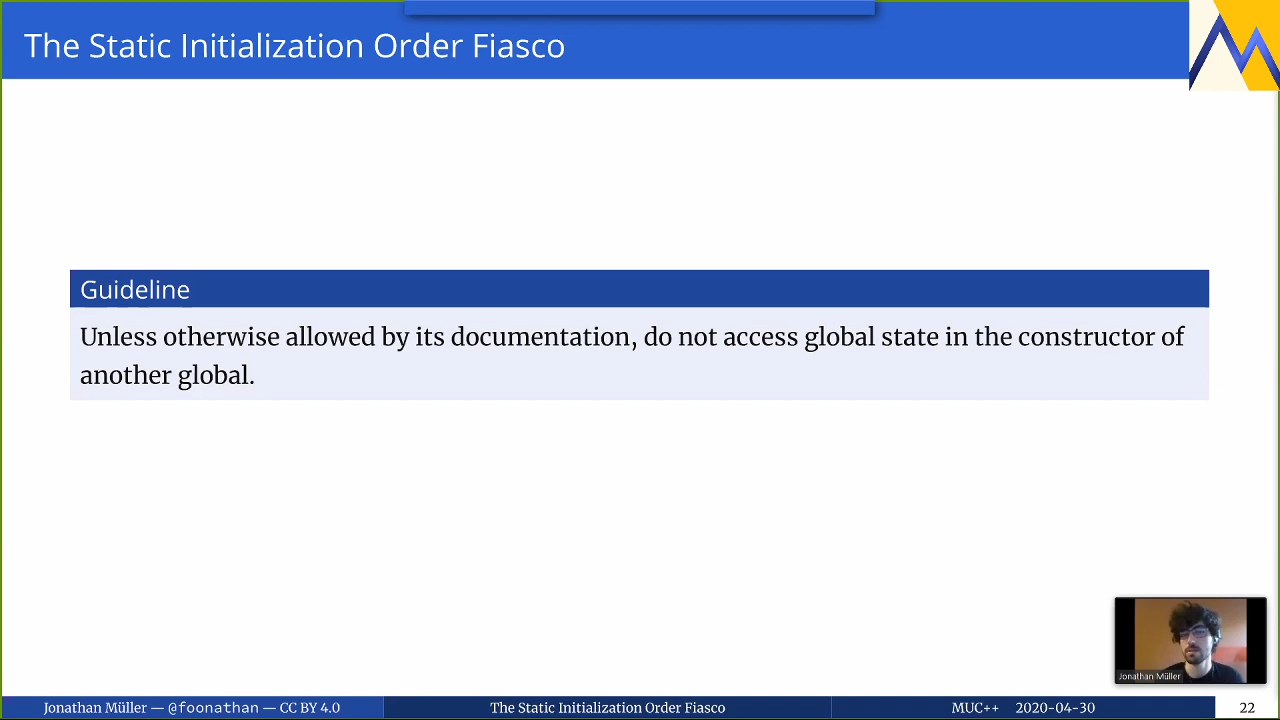 The Static Initialization Order Fiasco
Guideline
Unless otherwise allowed by its documentation, do not access global state in the constructor of
another global.
Jonathan Müller
Jonathan Müller — @foonathan — CC BY 4.0
The Static Initialization Order Fiasco
MUC++ 2020-04-30
22